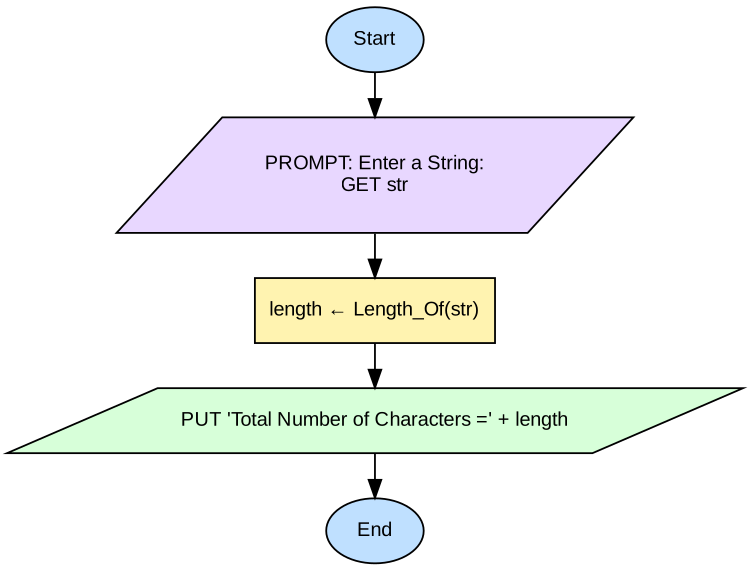 Start
PROMPT: Enter a String:
GET str
length ← Length_Of(str)
PUT 'Total Number of Characters =' + length
End